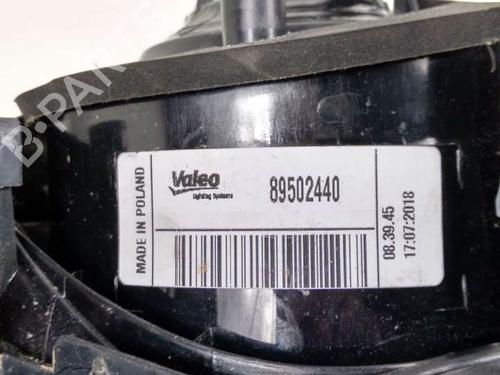 B-PARTS
MADE IN POLAND
Valeo
Lighting Systems
89502440
08.39.45
17:07:2018